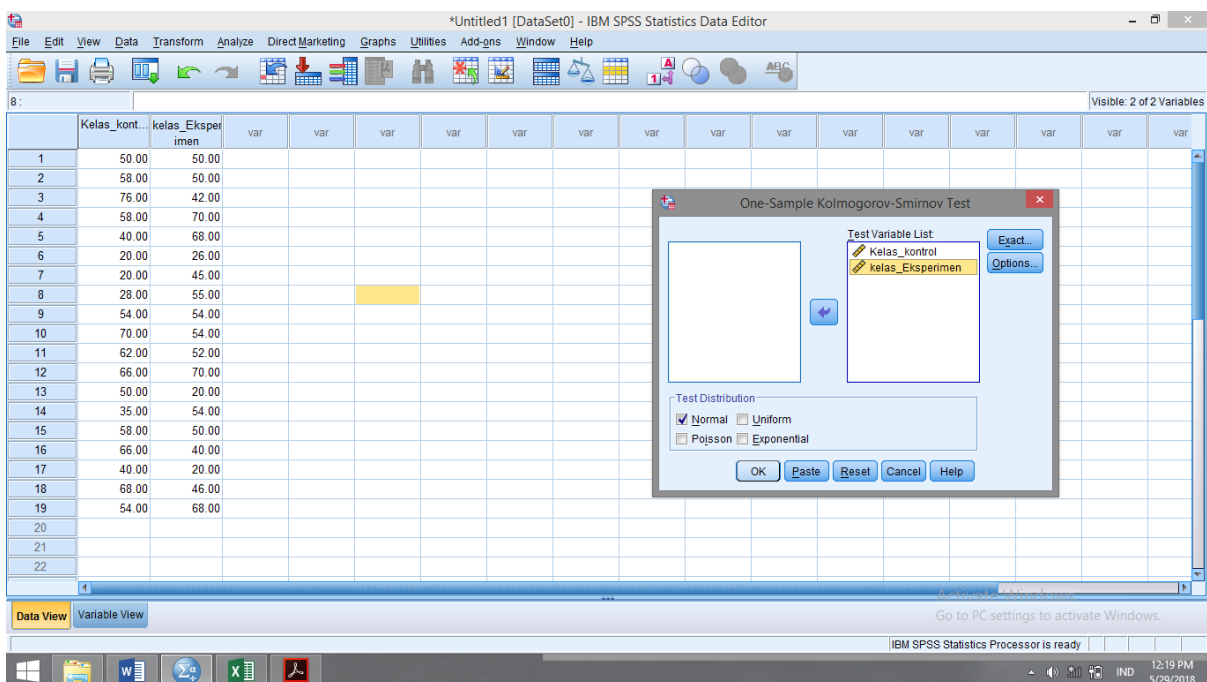 *Untitled1 [DataSet0] - IBM SPSS Statistics Data Editor
File Edit View Data Transform Analyze Direct Marketing Graphs Utilities Add-ons Window Help
8 :
Visible: 2 of 2 Variables
Kelas_kont... kelas_Eksperimen var var var var var var var var var var var var var var var
1 50.00 50.00
2 58.00 50.00
3 76.00 42.00
4 58.00 70.00
5 40.00 68.00
6 20.00 26.00
7 20.00 45.00
8 28.00 55.00
9 54.00 54.00
10 70.00 54.00
11 62.00 52.00
12 66.00 70.00
13 50.00 20.00
14 35.00 54.00
15 58.00 50.00
16 66.00 40.00
17 40.00 20.00
18 68.00 46.00
19 54.00 68.00
20
21
22
One-Sample Kolmogorov-Smirnov Test
Test Variable List:
Kelas_kontrol
kelas_Eksperimen
Exact...
Options...
Test Distribution
Normal Uniform
Poisson Exponential
OK Paste Reset Cancel Help
Data View Variable View
Activate Windows
Go to PC settings to activate Windows.
IBM SPSS Statistics Processor is ready
IND 12:19 PM
5/29/2018